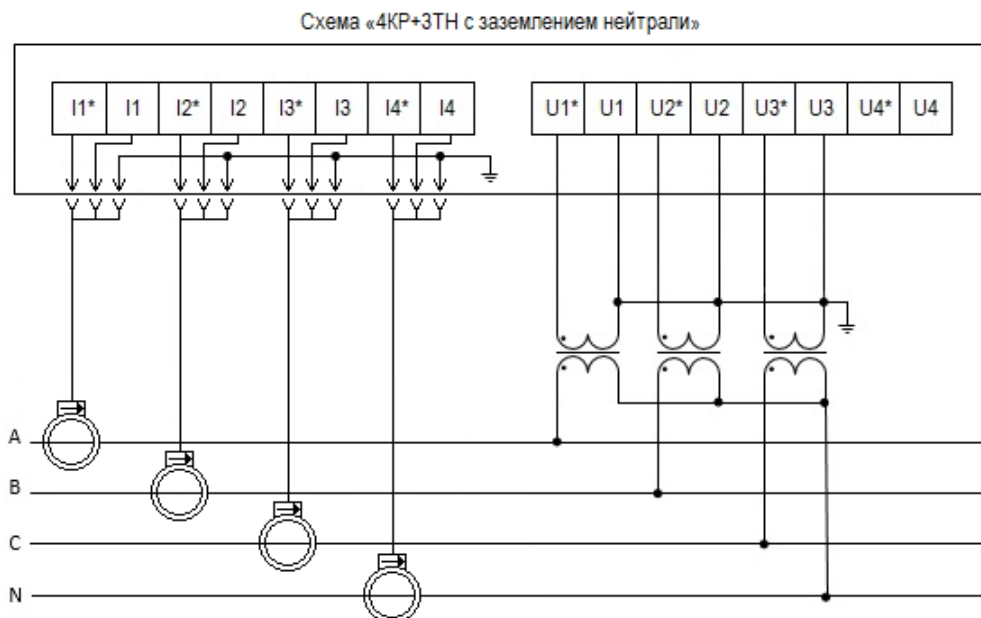 Схема «4КР+3ТН с заземлением нейтрали»
I1* I1 I2* I2 I3* I3 I4* I4 U1* U1 U2* U2 U3* U3 U4* U4
A
B
C
N